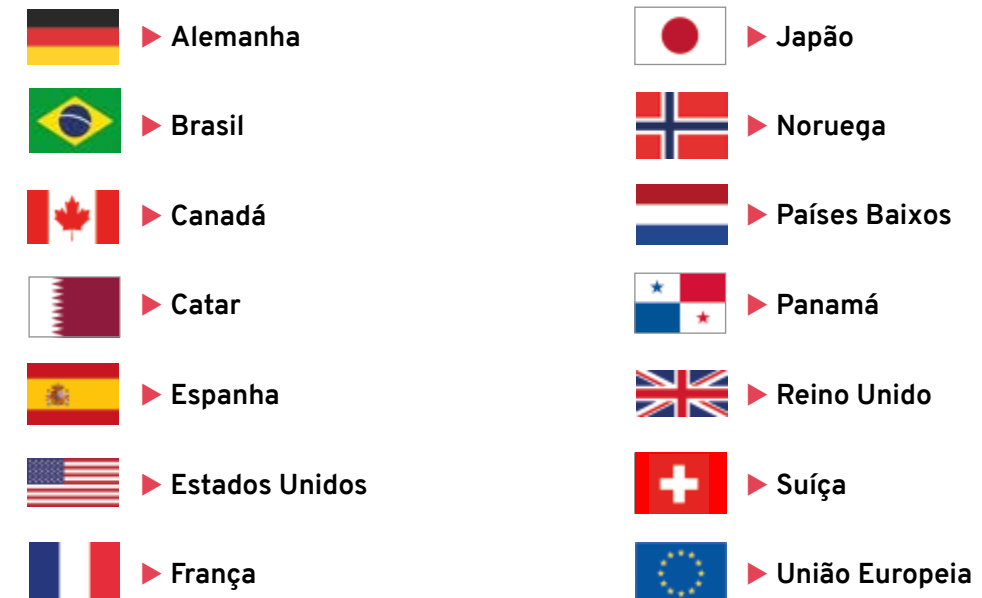 Alemanha
Brasil
Canadá
Catar
Espanha
Estados Unidos
França
Japão
Noruega
Países Baixos
Panamá
Reino Unido
Suíça
União Europeia